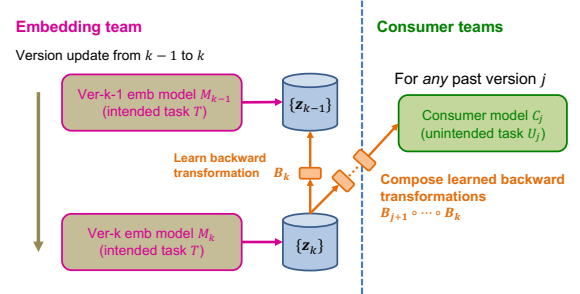 Embedding team
Consumer teams
Version update from k − 1 to k
Ver-k-1 emb model M_{k−1}
(intended task T)
{z_{k−1}}
For any past version j
Consumer model C_j
(unintended task U_j)
Learn backward
transformation B_k
Compose learned backward
transformations
B_{j+1} ∘ ⋯ ∘ B_k
Ver-k emb model M_k
(intended task T)
{z_k}